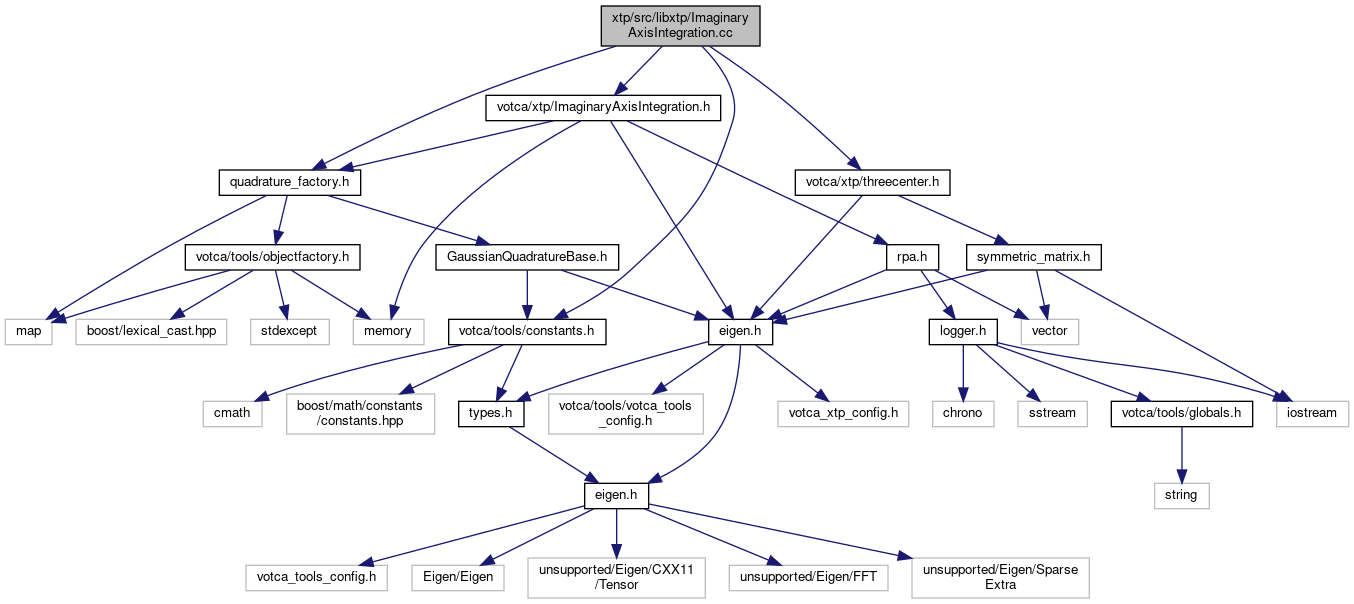 xtp/src/libxtp/Imaginary
AxisIntegration.cc
votca/xtp/ImaginaryAxisIntegration.h
quadrature_factory.h
votca/xtp/threecenter.h
votca/tools/objectfactory.h
GaussianQuadratureBase.h
rpa.h
symmetric_matrix.h
map
boost/lexical_cast.hpp
stdexcept
memory
votca/tools/constants.h
eigen.h
logger.h
vector
cmath
boost/math/constants
/constants.hpp
types.h
votca/tools/votca_tools
_config.h
votca_xtp_config.h
chrono
sstream
votca/tools/globals.h
iostream
eigen.h
string
votca_tools_config.h
Eigen/Eigen
unsupported/Eigen/CXX11
/Tensor
unsupported/Eigen/FFT
unsupported/Eigen/Sparse
Extra